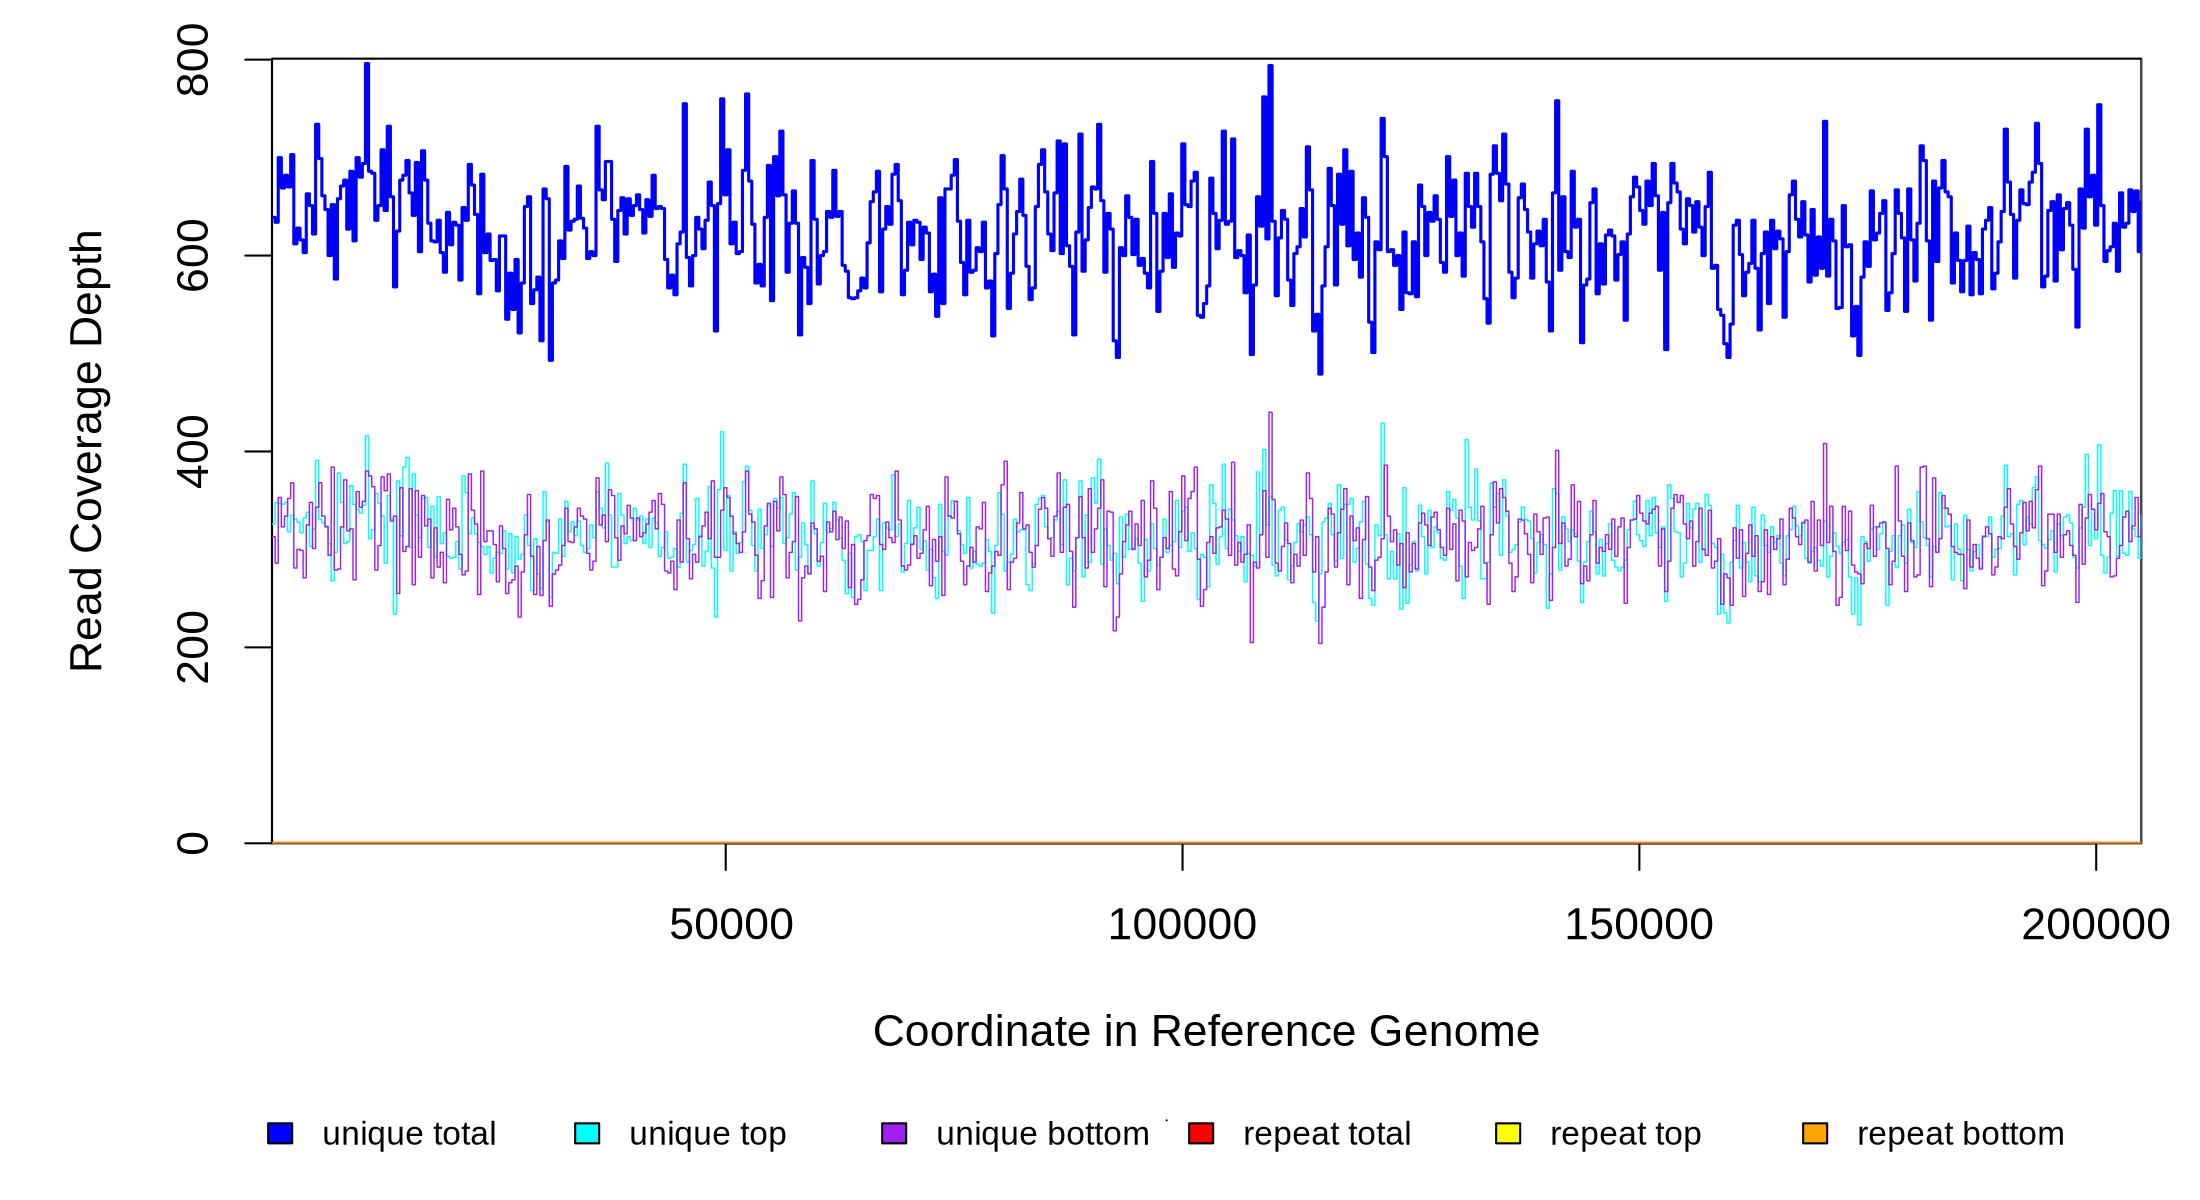 800
600
400
200
0
Read Coverage Depth
50000 100000 150000 200000
Coordinate in Reference Genome
unique total unique top unique bottom repeat total repeat top repeat bottom